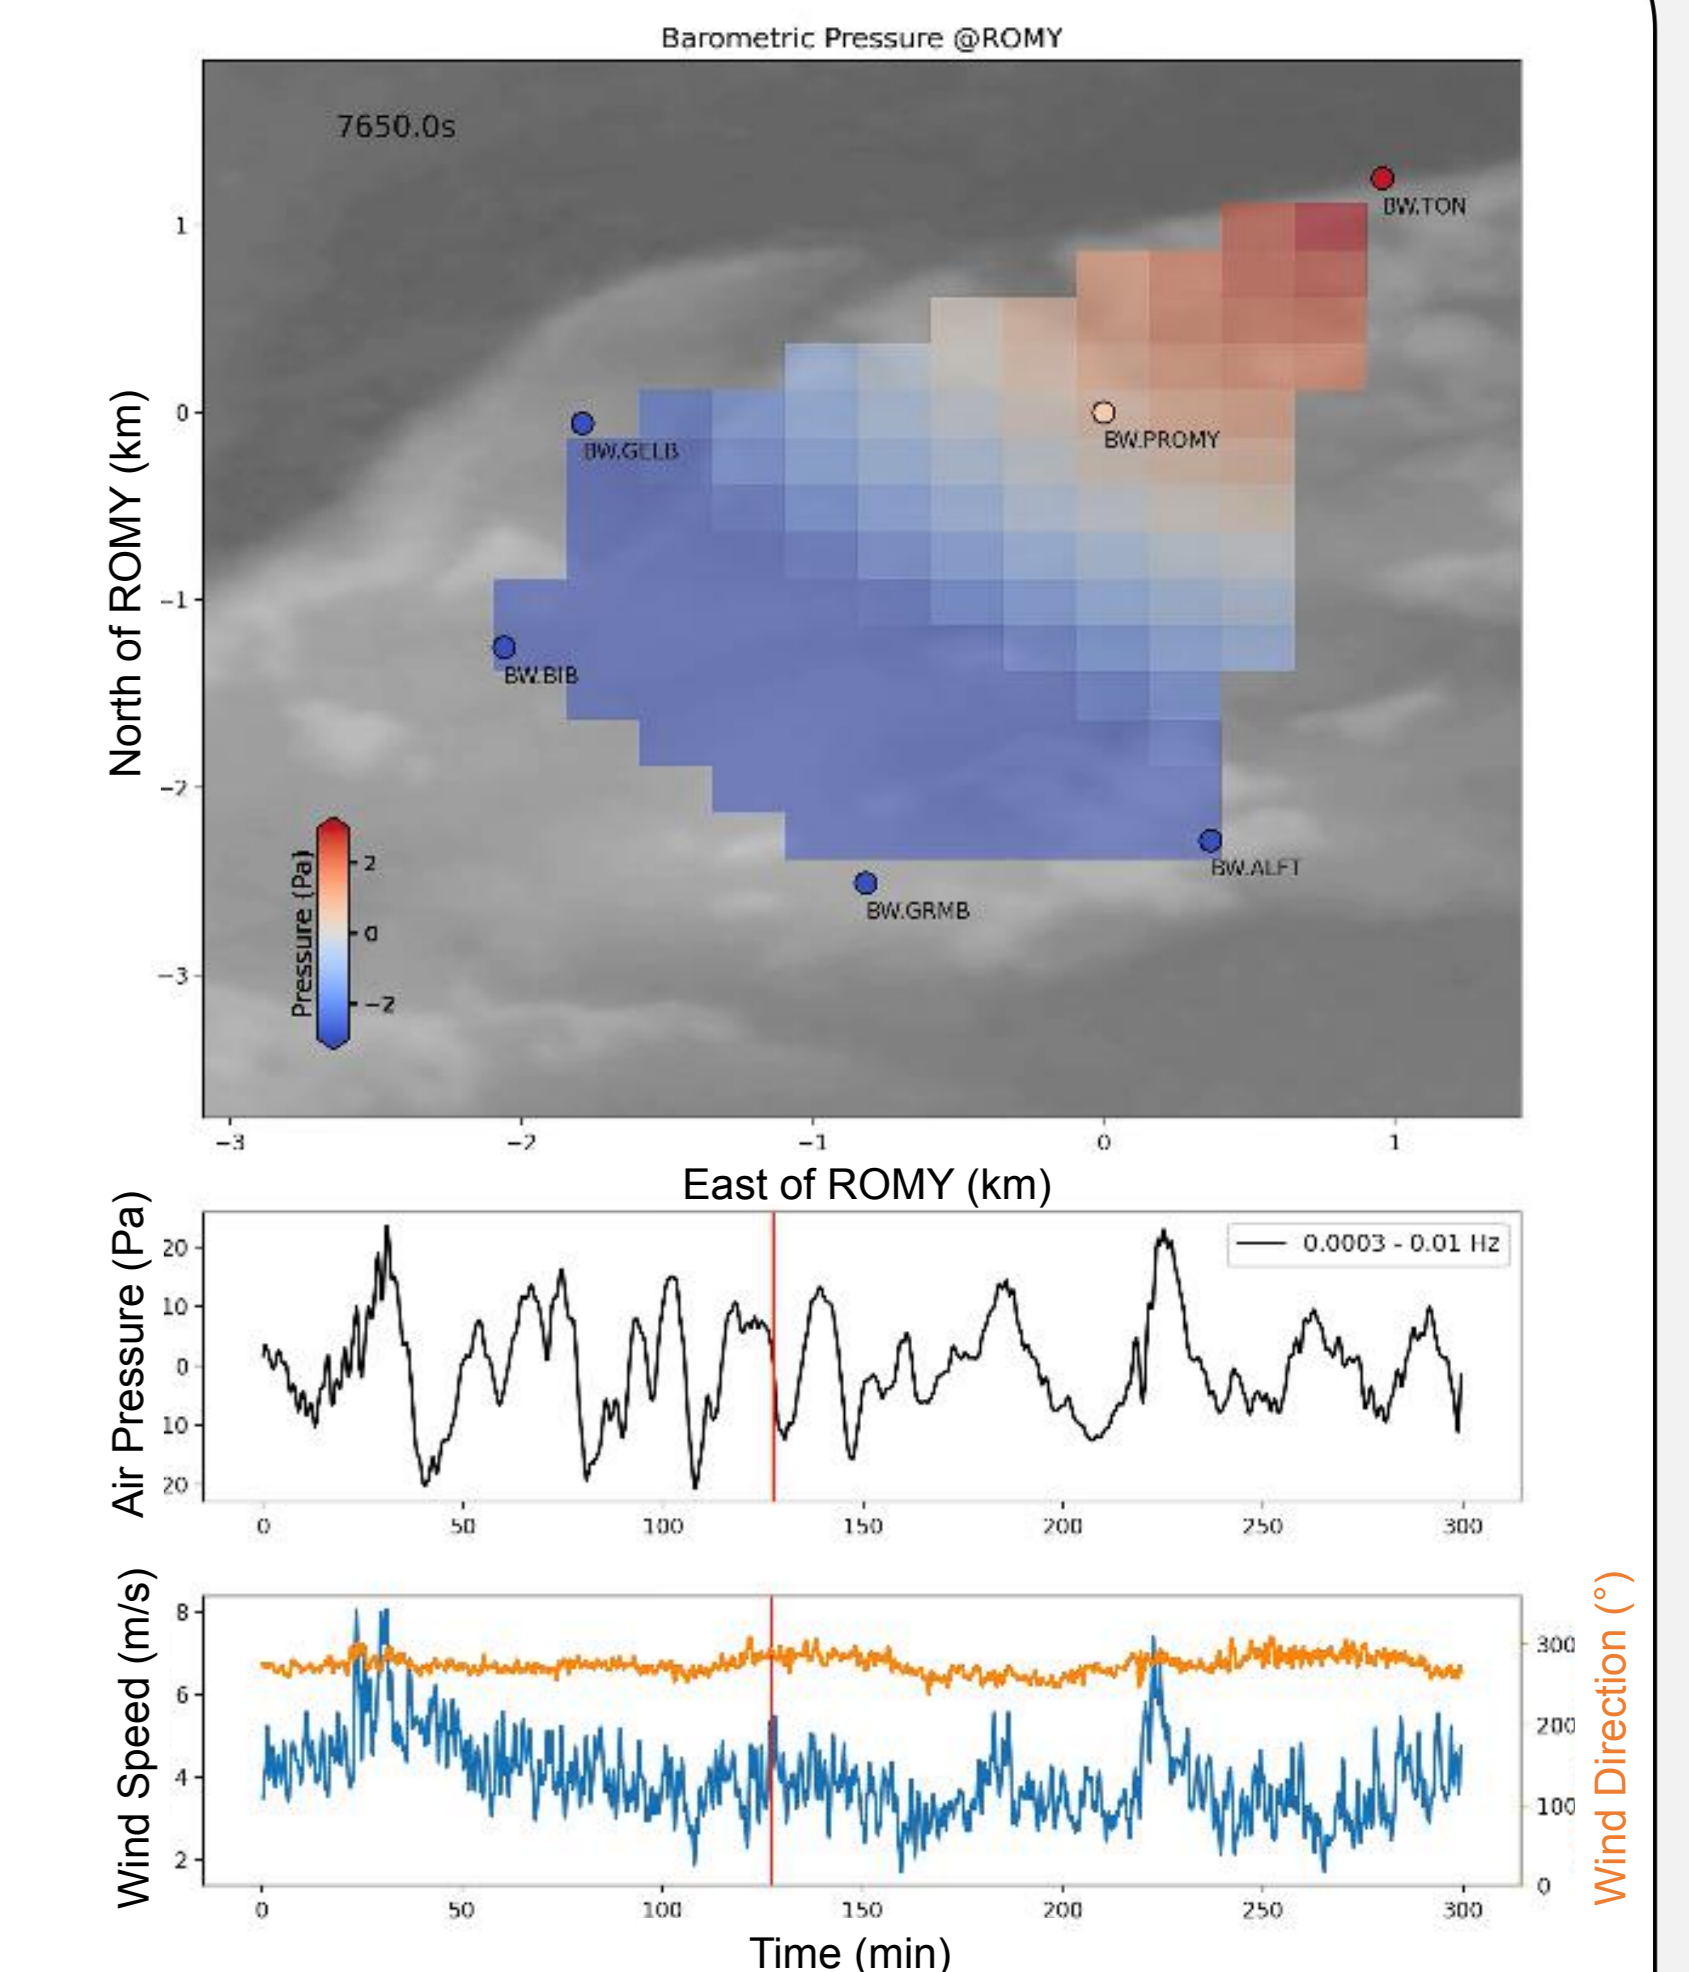 Barometric Pressure @ROMY
7650.0s
BW.TON
BW.PROMY
BW.GELB
BW.BIB
BW.ALFT
BW.GRMB
North of ROMY (km)
1
0
−1
−2
−3
Pressure (Pa)
2
0
−2
−3 −2 −1 0 1
East of ROMY (km)
Air Pressure (Pa)
20
10
0
10
20
0.0003 - 0.01 Hz
0 50 100 150 200 250 300
Wind Speed (m/s)
8
6
4
2
300
200
100
0
Wind Direction (°)
0 50 100 150 200 250 300
Time (min)